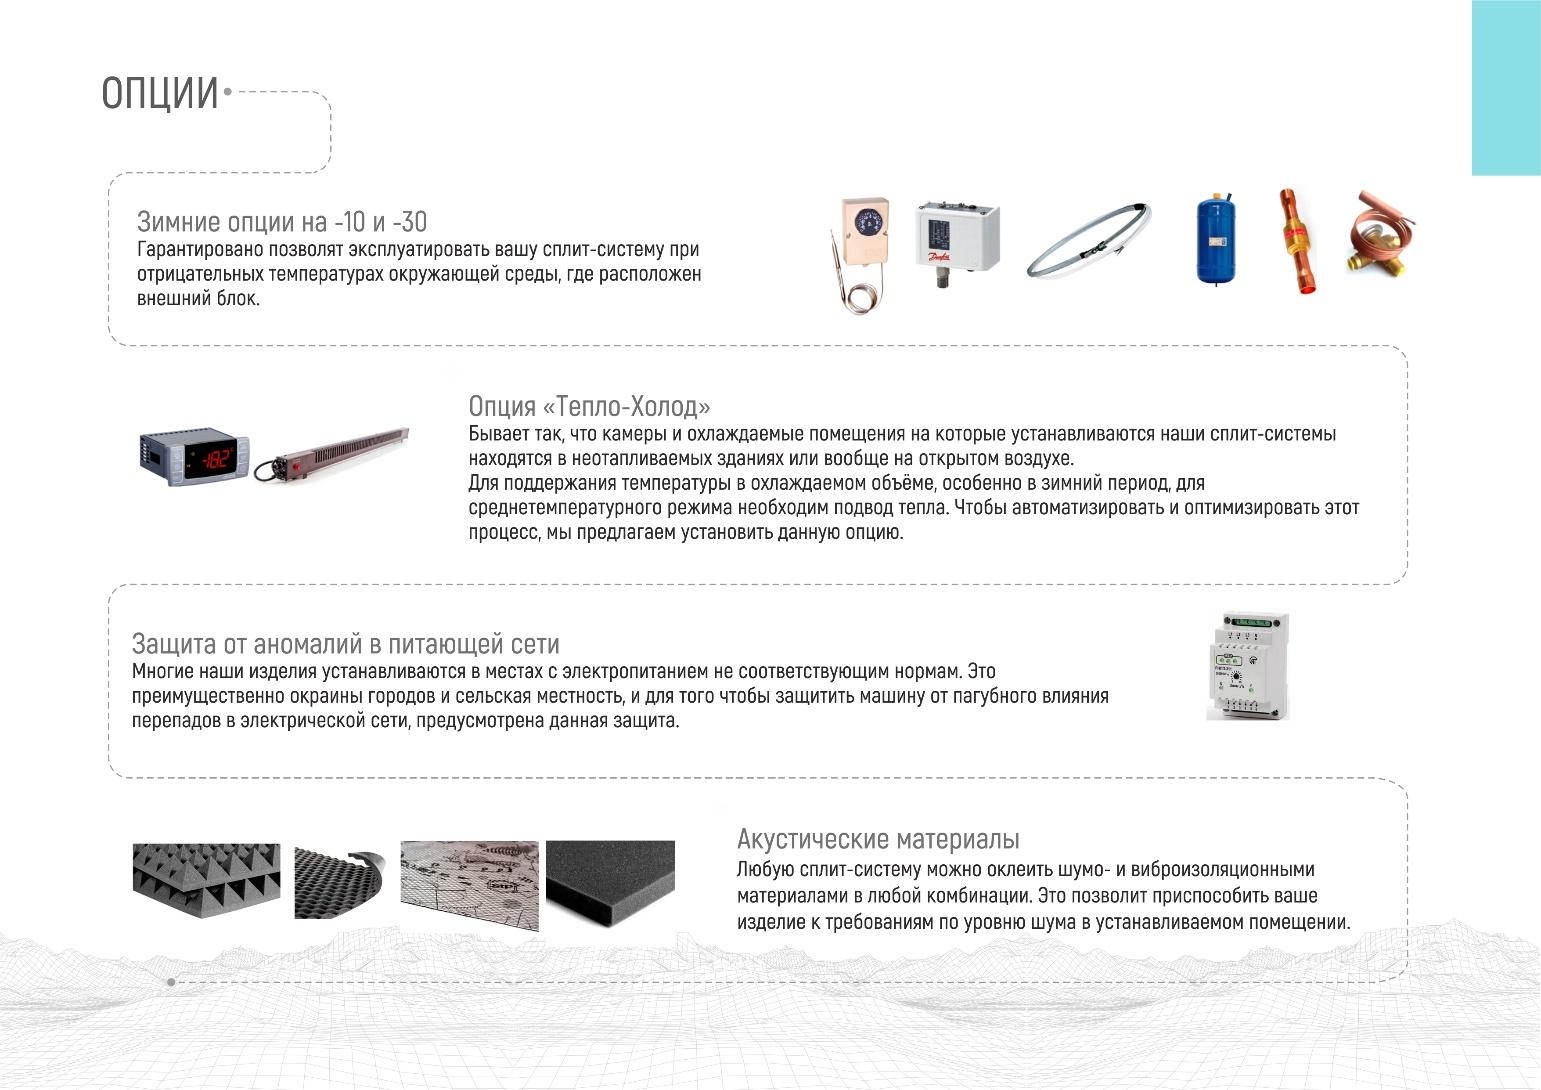 ОПЦИИ
Зимние опции на -10 и -30
Гарантировано позволят эксплуатировать вашу сплит-систему при
отрицательных температурах окружающей среды, где расположен
внешний блок.
Danfoss
Опция «Тепло-Холод»
-18.2
Бывает так, что камеры и охлаждаемые помещения на которые устанавливаются наши сплит-системы
находятся в неотапливаемых зданиях или вообще на открытом воздухе.
Для поддержания температуры в охлаждаемом объёме, особенно в зимний период, для
среднетемпературного режима необходим подвод тепла. Чтобы автоматизировать и оптимизировать этот
процесс, мы предлагаем установить данную опцию.
Защита от аномалий в питающей сети
Многие наши изделия устанавливаются в местах с электропитанием не соответствующим нормам. Это
преимущественно окраины городов и сельская местность, и для того чтобы защитить машину от пагубного влияния
перепадов в электрической сети, предусмотрена данная защита.
Акустические материалы
Любую сплит-систему можно оклеить шумо- и виброизоляционными
материалами в любой комбинации. Это позволит приспособить ваше
изделие к требованиям по уровню шума в устанавливаемом помещении.